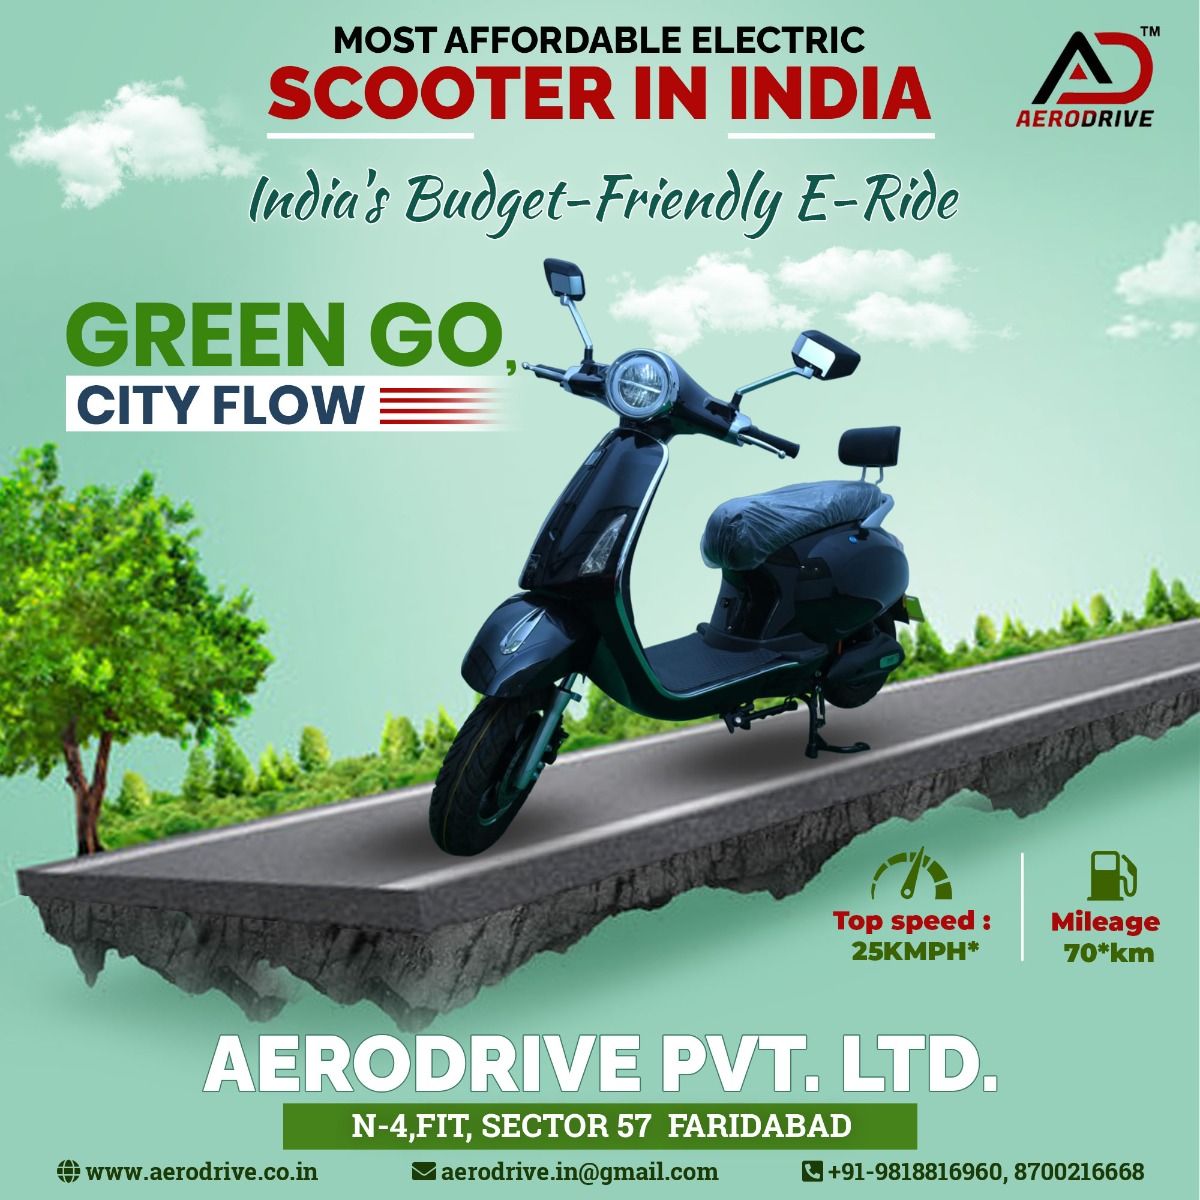 MOST AFFORDABLE ELECTRIC
SCOOTER IN INDIA
AD™
AERODRIVE
India's Budget-Friendly E-Ride
GREEN GO,
CITY FLOW
Top speed :
25KMPH*
Mileage
70*km
AERODRIVE PVT. LTD.
N-4,FIT, SECTOR 57 FARIDABAD
www.aerodrive.co.in
aerodrive.in@gmail.com
+91-9818816960, 8700216668